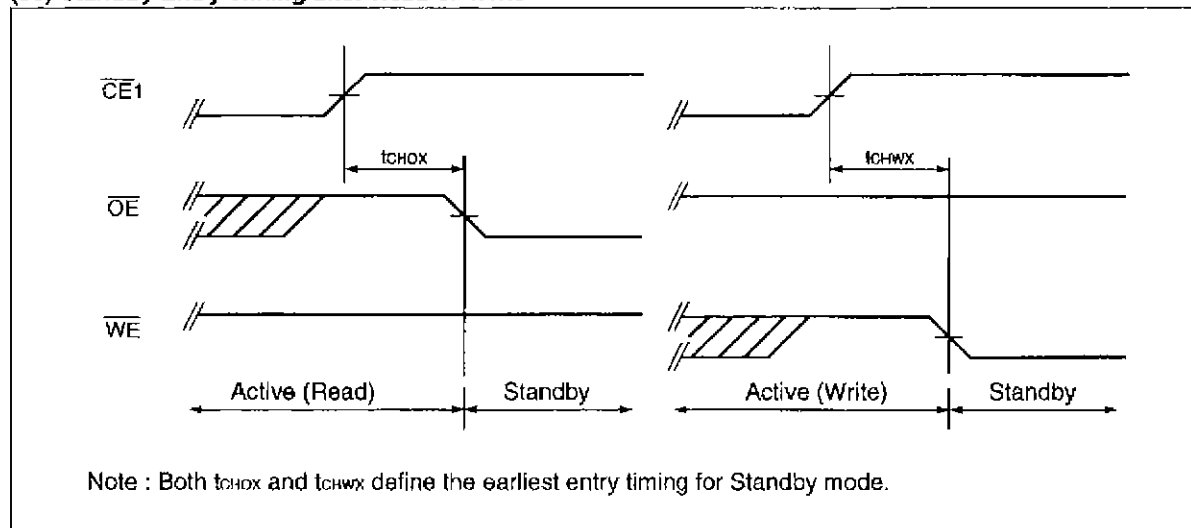 CE1
tCHOX
tCHWX
OE
WE
Active (Read)
Standby
Active (Write)
Standby
Note : Both tCHOX and tCHWX define the earliest entry timing for Standby mode.